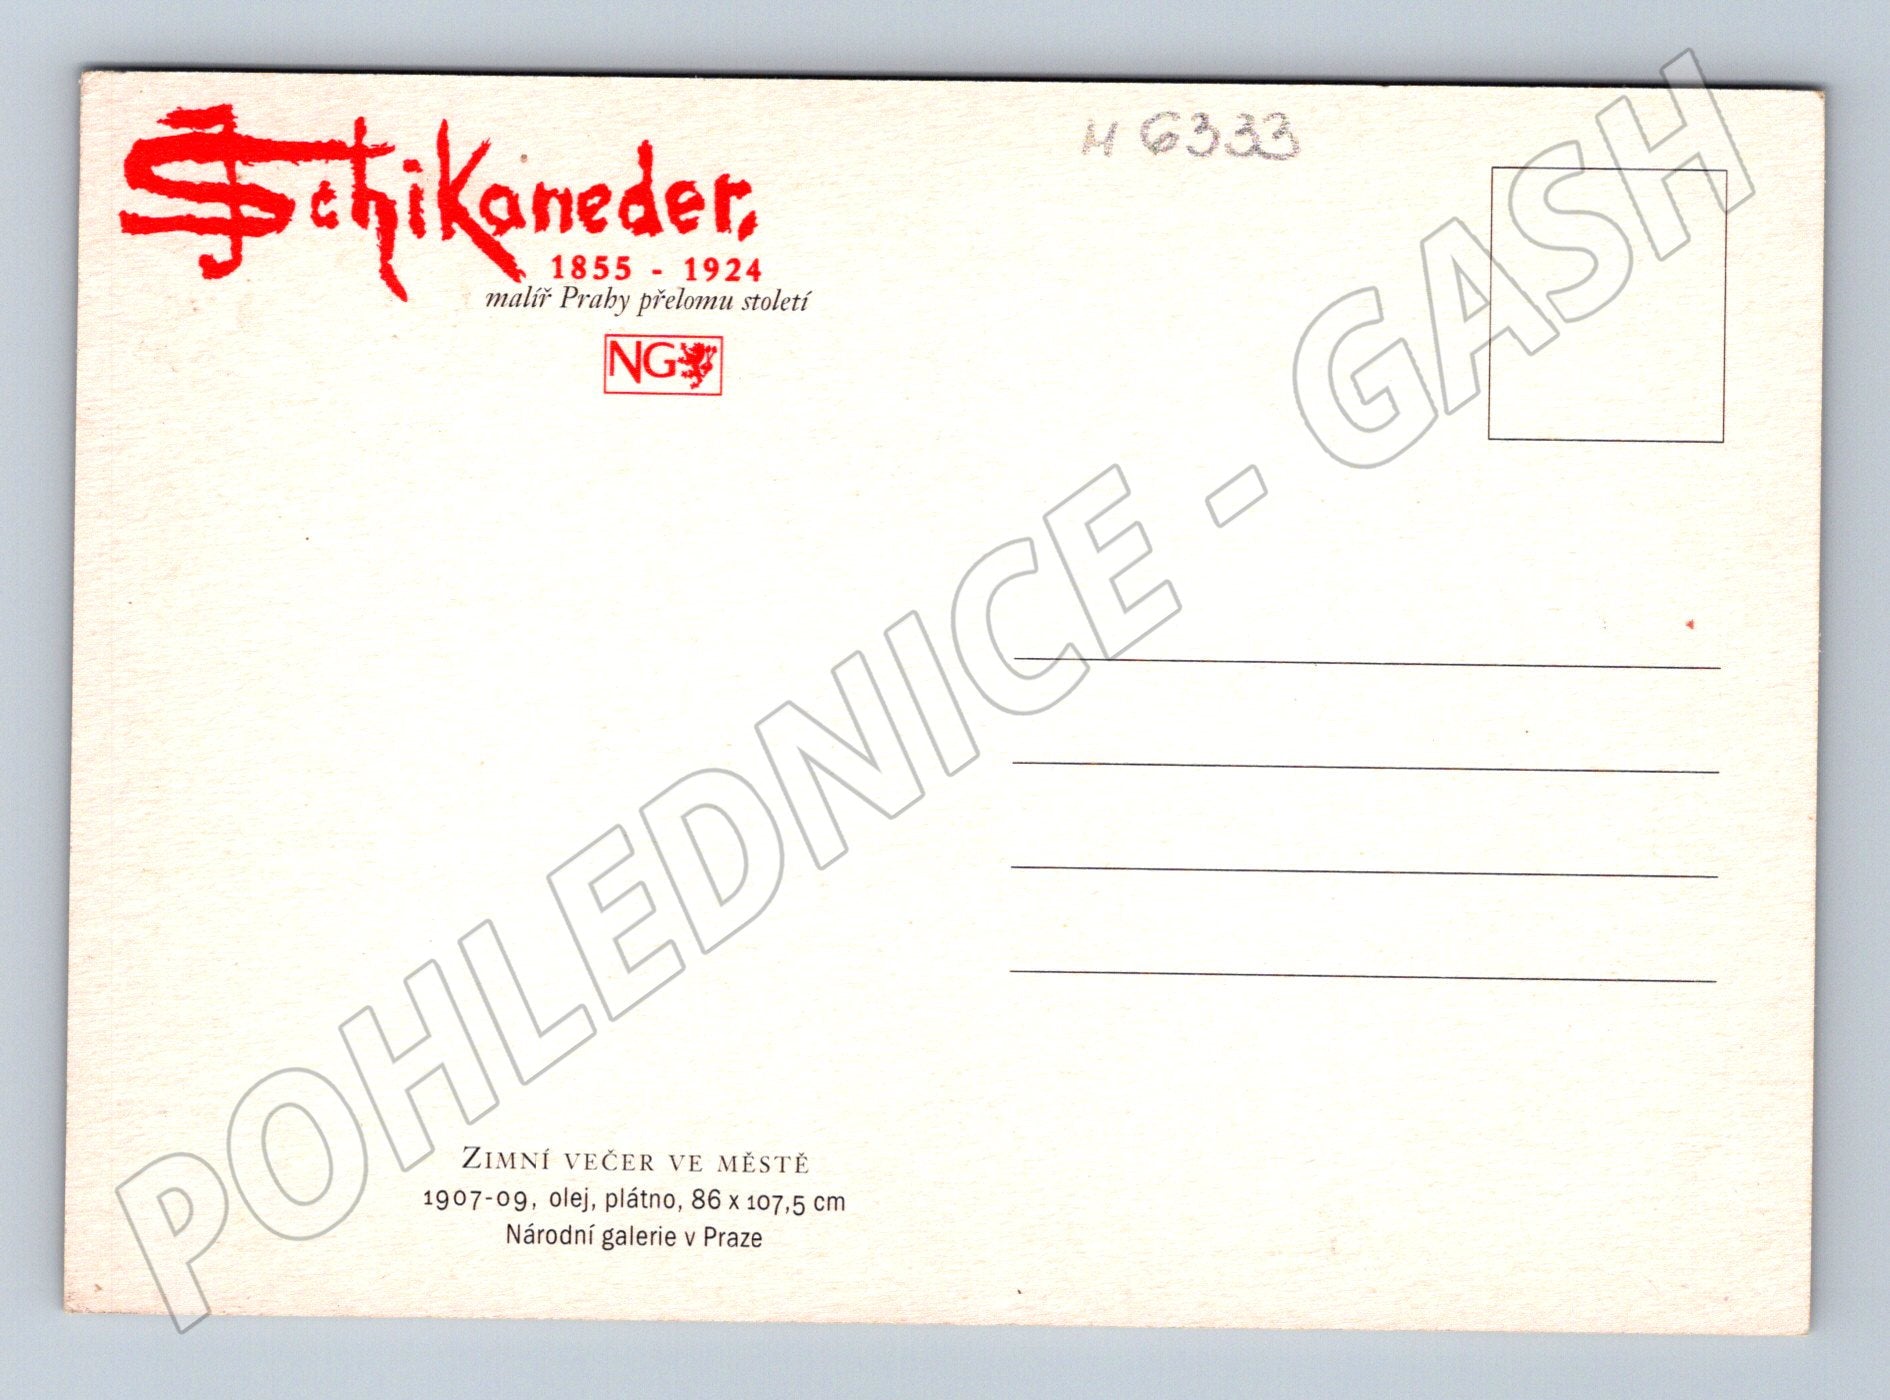 Schikaneder
1855 - 1924
malíř Prahy přelomu století
NG
M 6333
POHLEDNICE - GASH
ZIMNÍ VEČER VE MĚSTĚ
1907-09, olej, plátno, 86 x 107,5 cm
Národní galerie v Praze